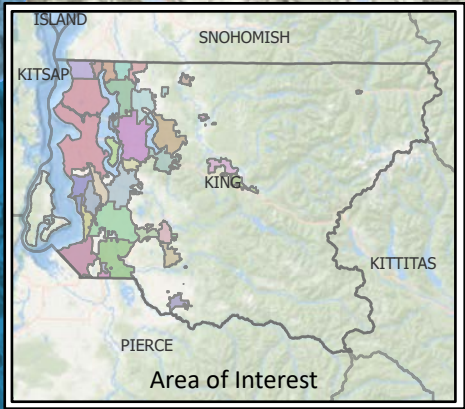 ISLAND
SNOHOMISH
KITSAP
KING
KITTITAS
PIERCE
Area of Interest